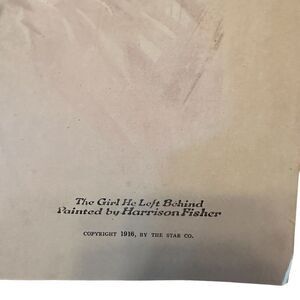 The Girl He Left Behind
Painted by Harrison Fisher
COPYRIGHT 1916, BY THE STAR CO.